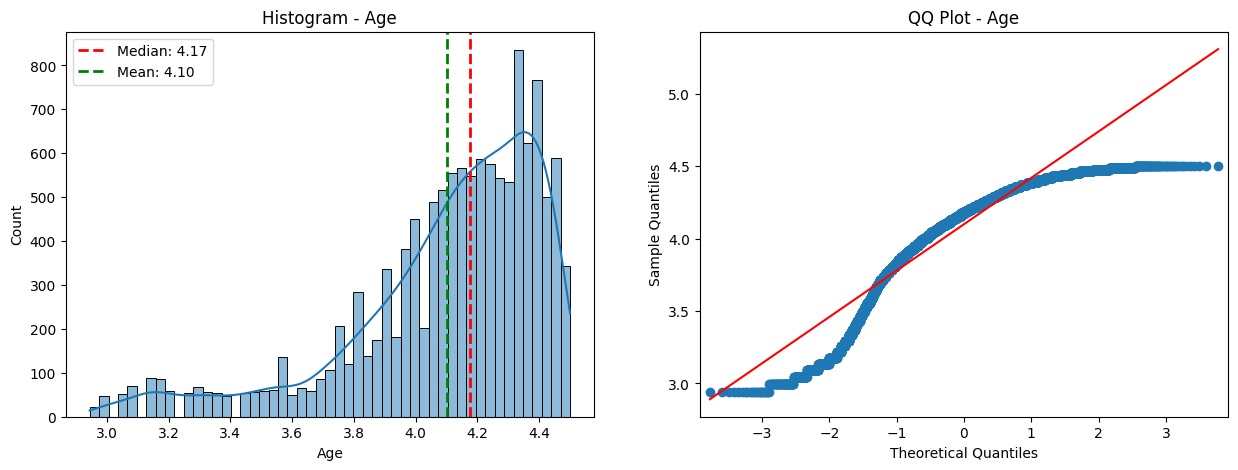 Histogram - Age
Median: 4.17
Mean: 4.10
800
700
600
500
400
300
200
100
0
Count
3.0 3.2 3.4 3.6 3.8 4.0 4.2 4.4
Age
QQ Plot - Age
5.0
4.5
4.0
3.5
3.0
Sample Quantiles
−3 −2 −1 0 1 2 3
Theoretical Quantiles